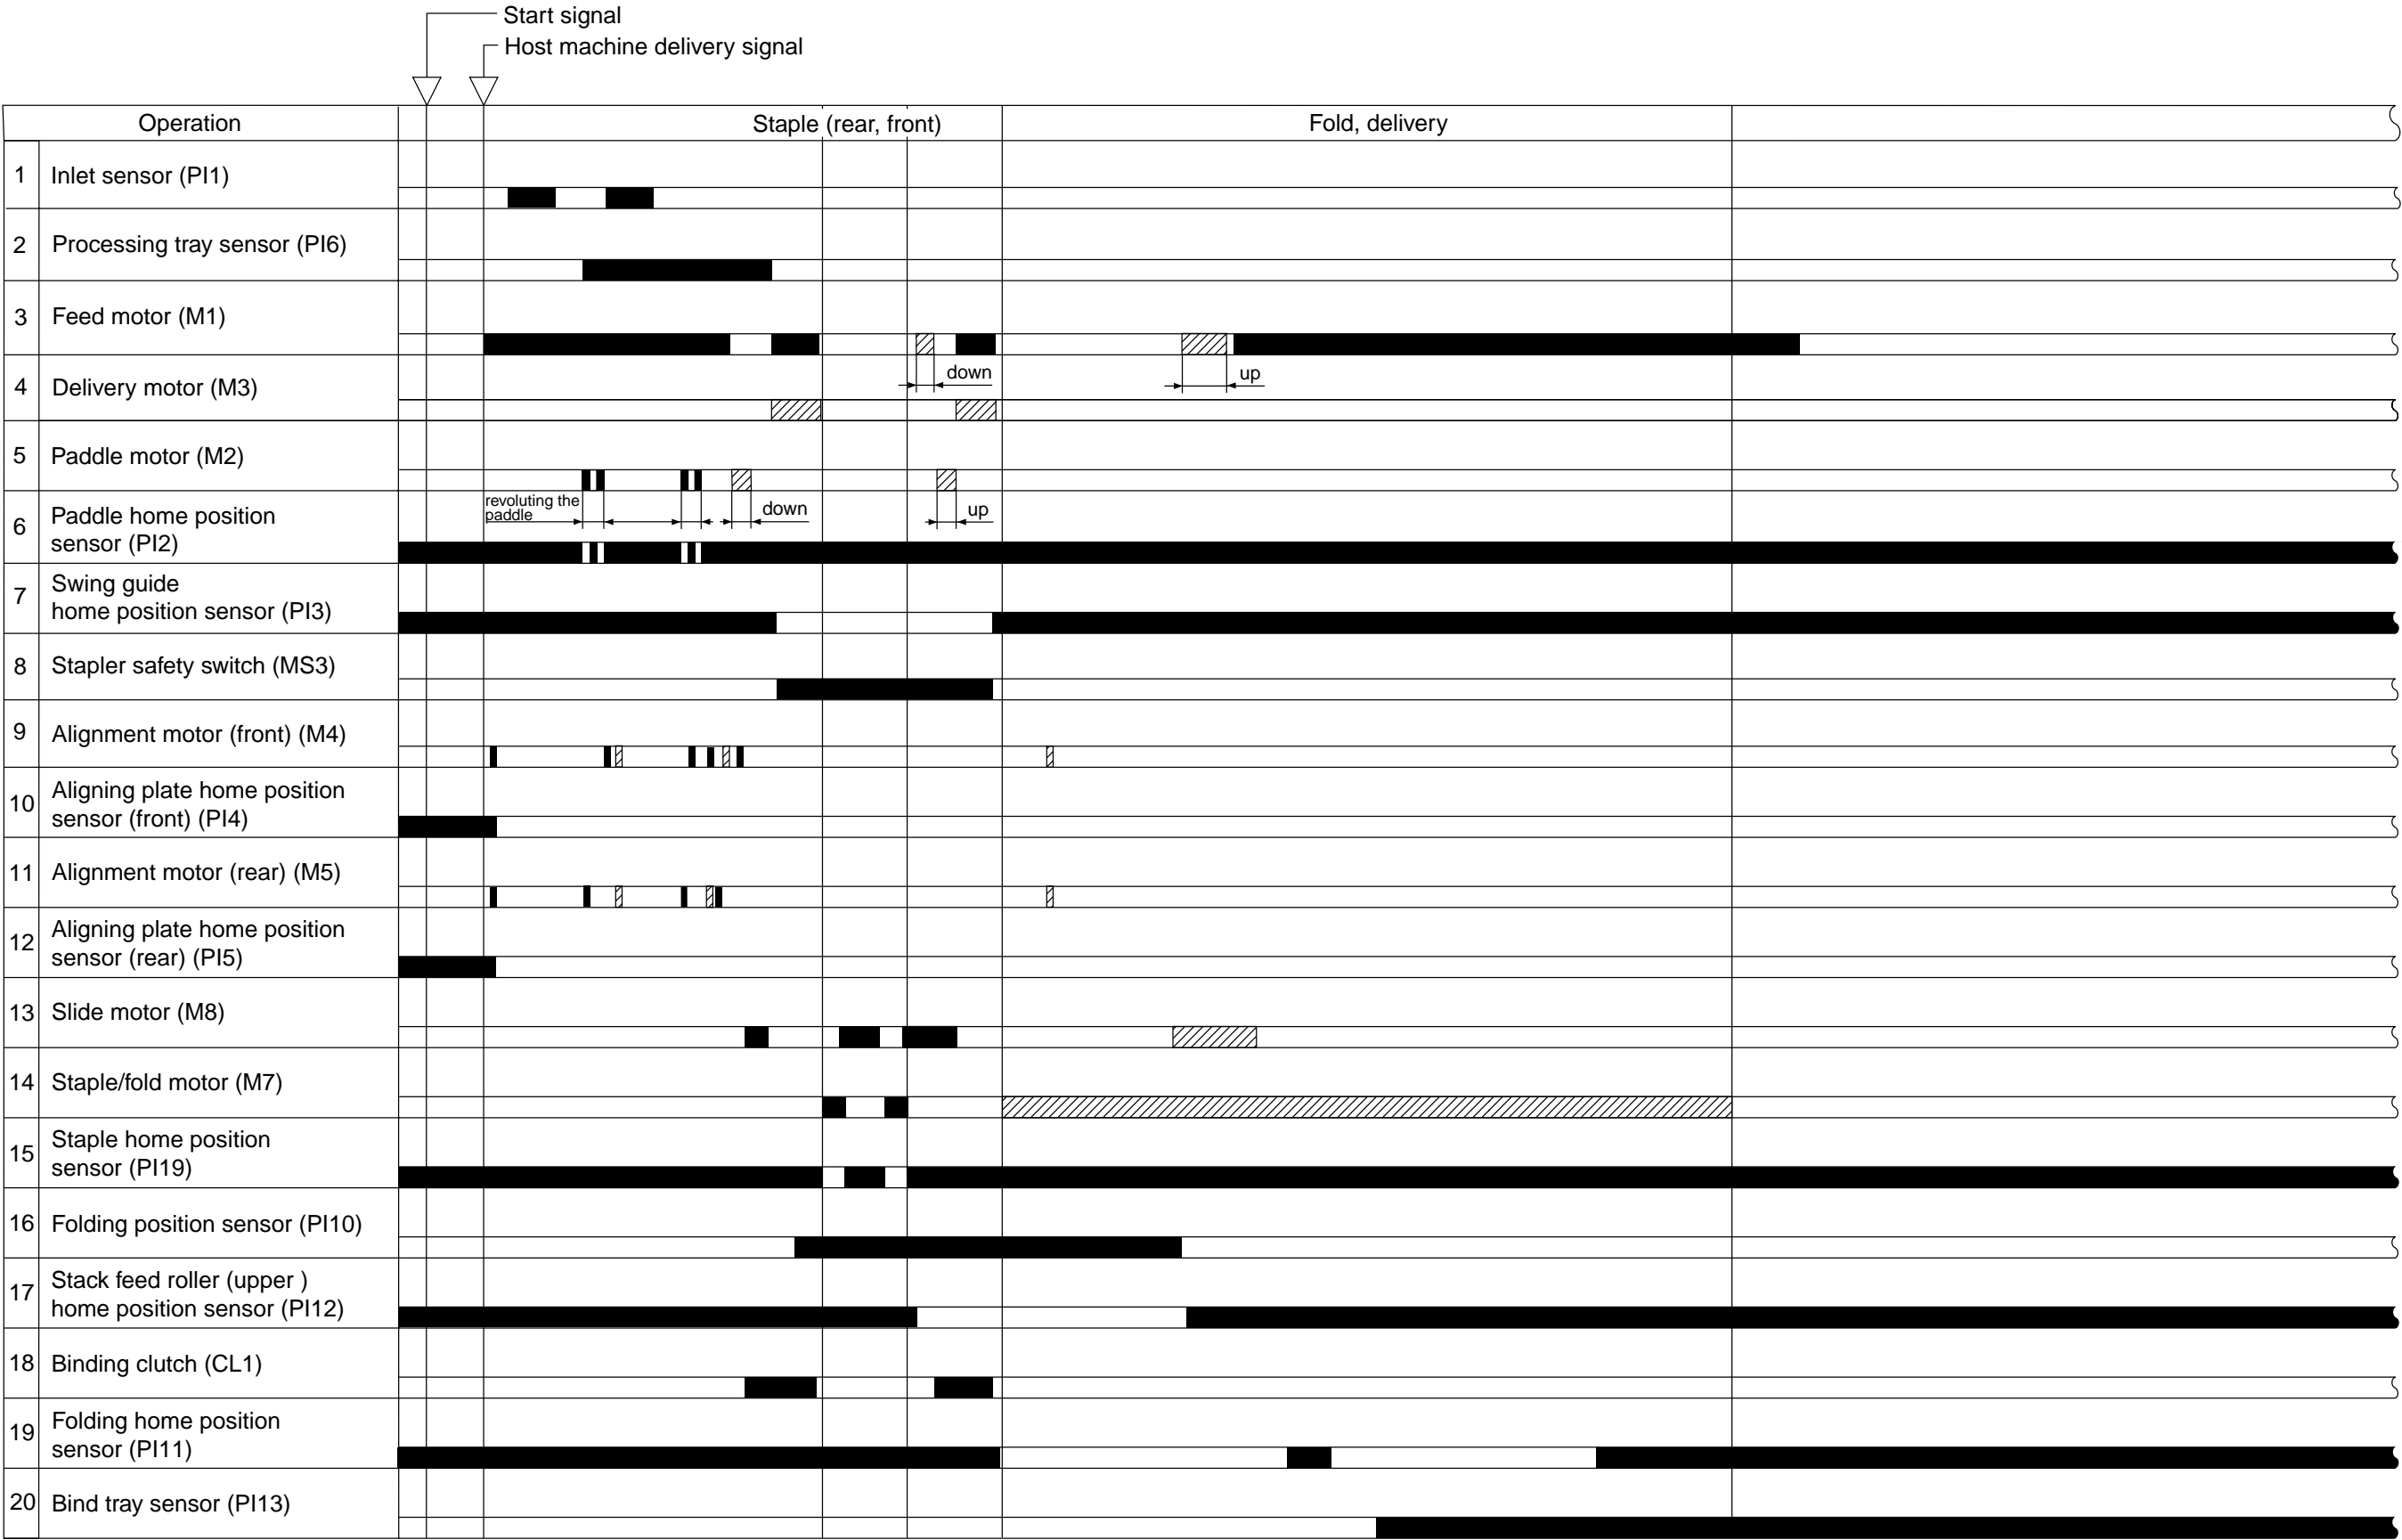 Start signal
Host machine delivery signal
Operation
Staple (rear, front)
Fold, delivery
1 Inlet sensor (PI1)
2 Processing tray sensor (PI6)
3 Feed motor (M1)
down
up
4 Delivery motor (M3)
5 Paddle motor (M2)
revoluting the
paddle
down
up
6 Paddle home position
sensor (PI2)
7 Swing guide
home position sensor (PI3)
8 Stapler safety switch (MS3)
9 Alignment motor (front) (M4)
10 Aligning plate home position
sensor (front) (PI4)
11 Alignment motor (rear) (M5)
12 Aligning plate home position
sensor (rear) (PI5)
13 Slide motor (M8)
14 Staple/fold motor (M7)
15 Staple home position
sensor (PI19)
16 Folding position sensor (PI10)
17 Stack feed roller (upper )
home position sensor (PI12)
18 Binding clutch (CL1)
19 Folding home position
sensor (PI11)
20 Bind tray sensor (PI13)